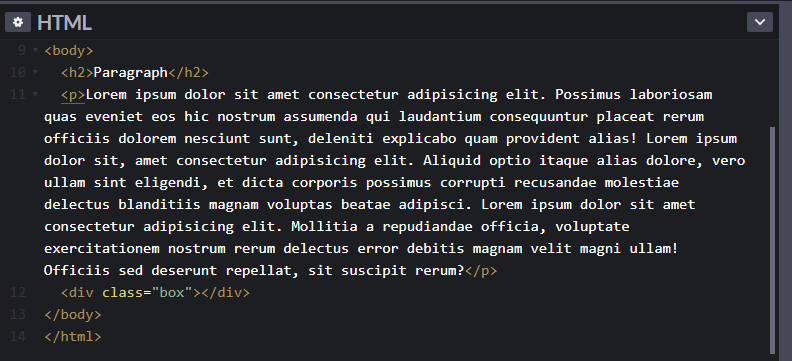 HTML
9 <body>
10 <h2>Paragraph</h2>
11 <p>Lorem ipsum dolor sit amet consectetur adipisicing elit. Possimus laboriosam
quas eveniet eos hic nostrum assumenda qui laudantium consequuntur placeat rerum
officiis dolorem nesciunt sunt, deleniti explicabo quam provident alias! Lorem ipsum
dolor sit, amet consectetur adipisicing elit. Aliquid optio itaque alias dolore, vero
ullam sint eligendi, et dicta corporis possimus corrupti recusandae molestiae
delectus blanditiis magnam voluptas beatae adipisci. Lorem ipsum dolor sit amet
consectetur adipisicing elit. Mollitia a repudiandae officia, voluptate
exercitationem nostrum rerum delectus error debitis magnam velit magni ullam!
Officiis sed deserunt repellat, sit suscipit rerum?</p>
12 <div class="box"></div>
13 </body>
14 </html>